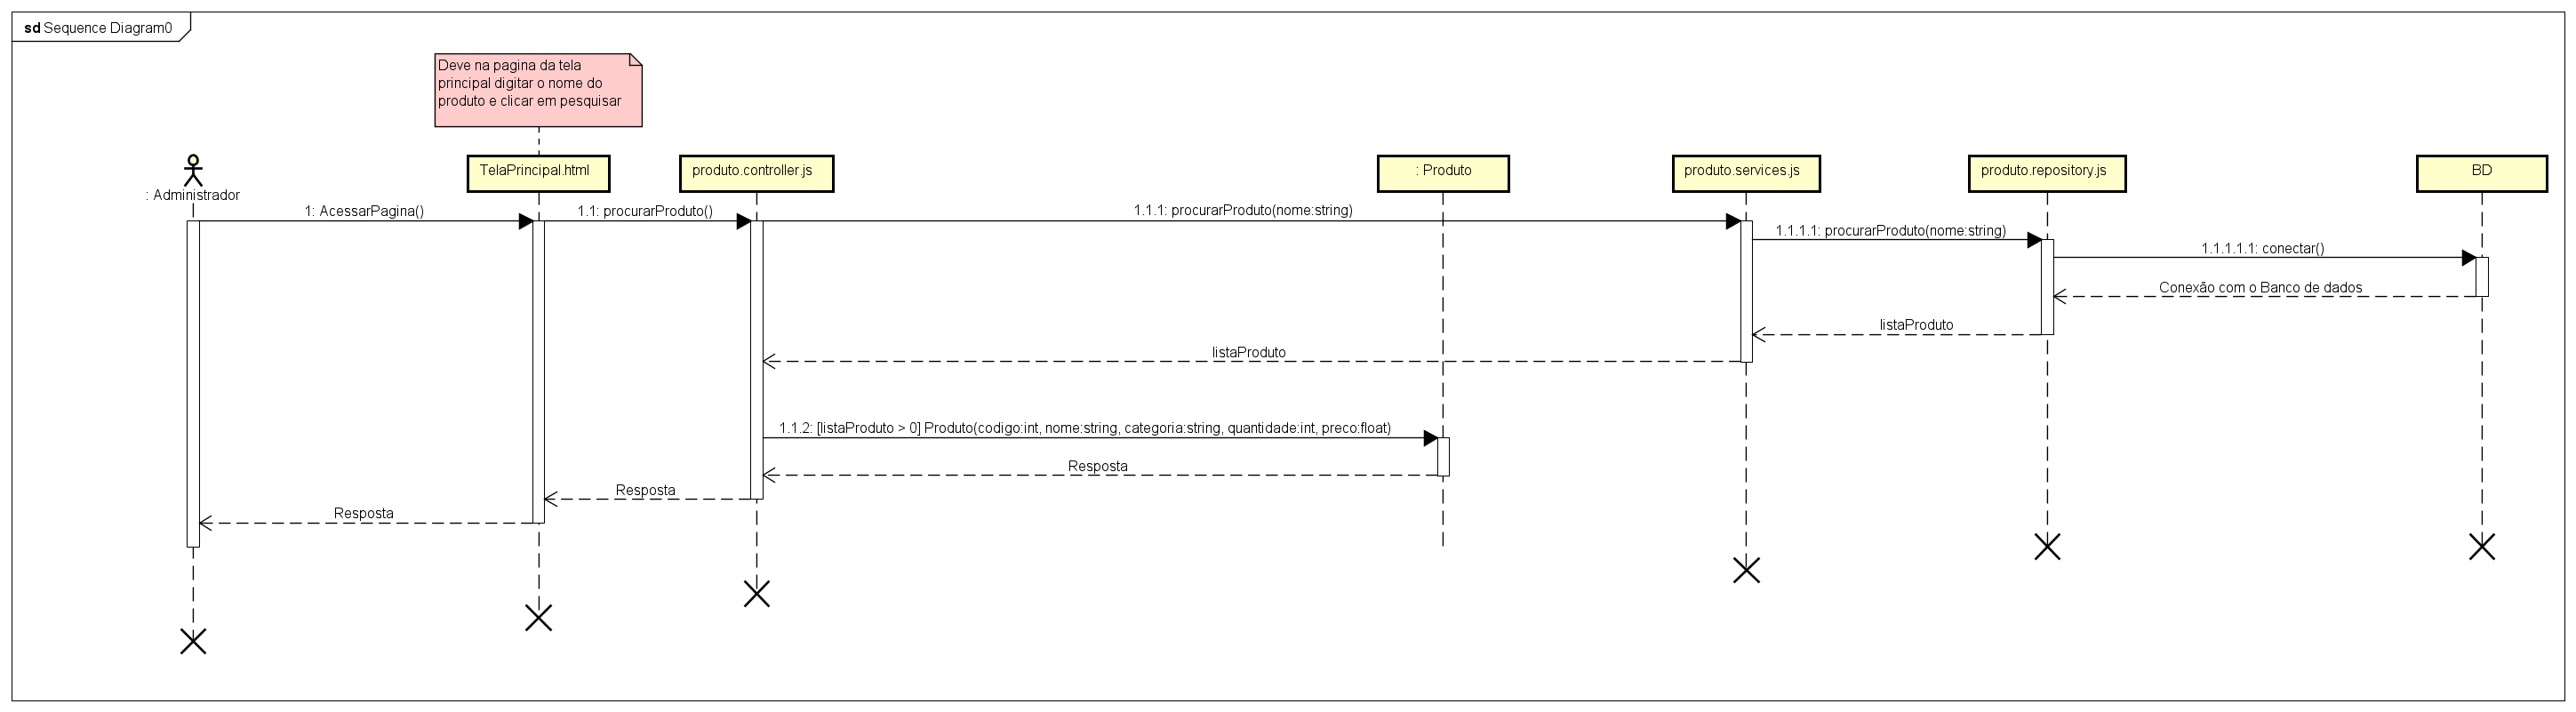 sd Sequence Diagram0
Deve na pagina da tela
principal digitar o nome do
produto e clicar em pesquisar
: Administrador
TelaPrincipal.html
produto.controller.js
: Produto
produto.services.js
produto.repository.js
BD
1: AcessarPagina()
1.1: procurarProduto()
1.1.1: procurarProduto(nome:string)
1.1.1.1: procurarProduto(nome:string)
1.1.1.1.1: conectar()
Conexão com o Banco de dados
listaProduto
listaProduto
1.1.2: [listaProduto > 0] Produto(codigo:int, nome:string, categoria:string, quantidade:int, preco:float)
Resposta
Resposta
Resposta